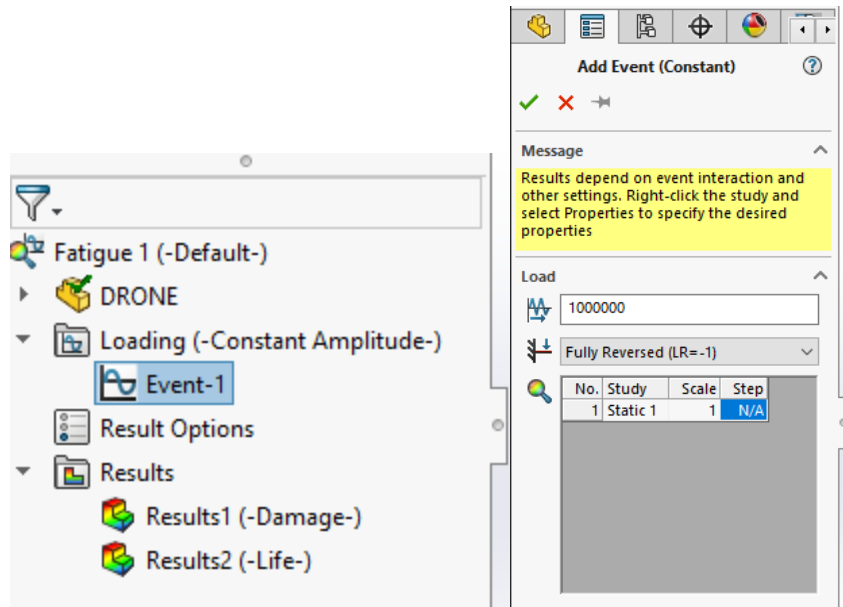 Fatigue 1 (-Default-)
DRONE
Loading (-Constant Amplitude-)
Event-1
Result Options
Results
Results1 (-Damage-)
Results2 (-Life-)
Add Event (Constant)
Message
Results depend on event interaction and
other settings. Right-click the study and
select Properties to specify the desired
properties
Load
1000000
Fully Reversed (LR=-1)
No. Study Scale Step
1 Static 1 1 N/A